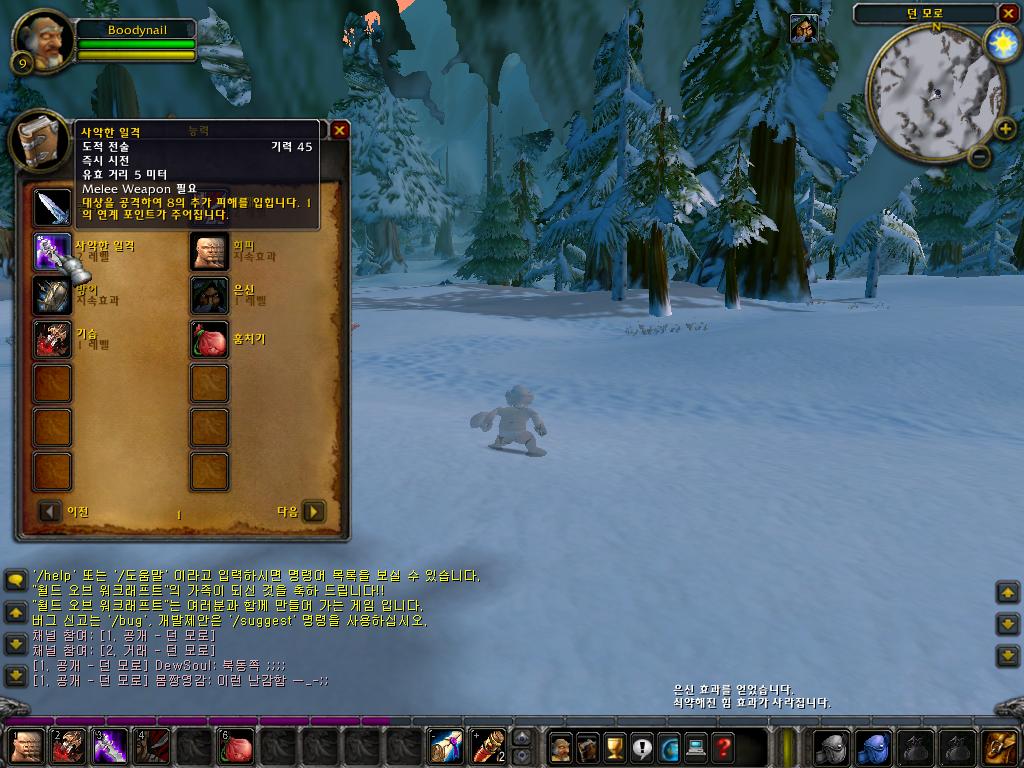 Boodynail
9
던 모로
N
능력
사악한 일격
도적 전술 기력 45
즉시 시전
유효 거리 5 미터
Melee Weapon 필요
대상을 공격하여 8의 추가 피해를 입힙니다. 1
의 연계 포인트가 주어집니다.
사악한 일격
2 레벨
회피
지속효과
방어
지속효과
은신
1 레벨
기습
1 레벨
훔치기
이전
1
다음
'/help' 또는 '/도움말' 이라고 입력하시면 명령어 목록을 보실 수 있습니다.
"월드 오브 워크래프트"의 가족이 되신 것을 축하 드립니다!!
"월드 오브 워크래프트"는 여러분과 함께 만들어 가는 게임 입니다.
버그 신고는 '/bug', 개발제안은 '/suggest' 명령을 사용하십시오.
채널 참여: [1. 공개 - 던 모로]
채널 참여: [2. 거래 - 던 모로]
[1. 공개 - 던 모로] DewSoul: 북동쪽 ;;;;
[1. 공개 - 던 모로] 몸짱영감: 이런 난감할 ㅡ_-;;
은신 효과를 얻었습니다.
쇠약해진 힘 효과가 사라집니다.
1
2
3
4
6
12